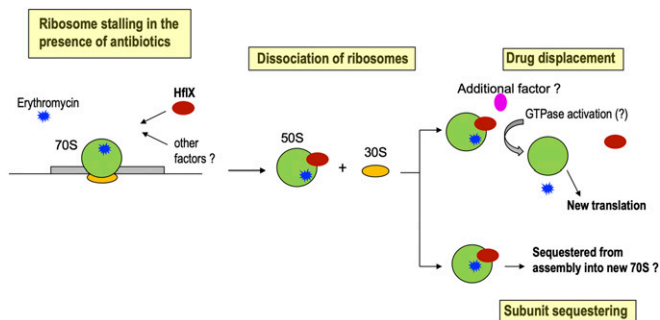 Ribosome stalling in the
presence of antibiotics
Erythromycin
HflX
70S
other
factors ?
Dissociation of ribosomes
50S
30S
+
Drug displacement
Additional factor ?
GTPase activation (?)
New translation
Sequestered from
assembly into new 70S ?
Subunit sequestering